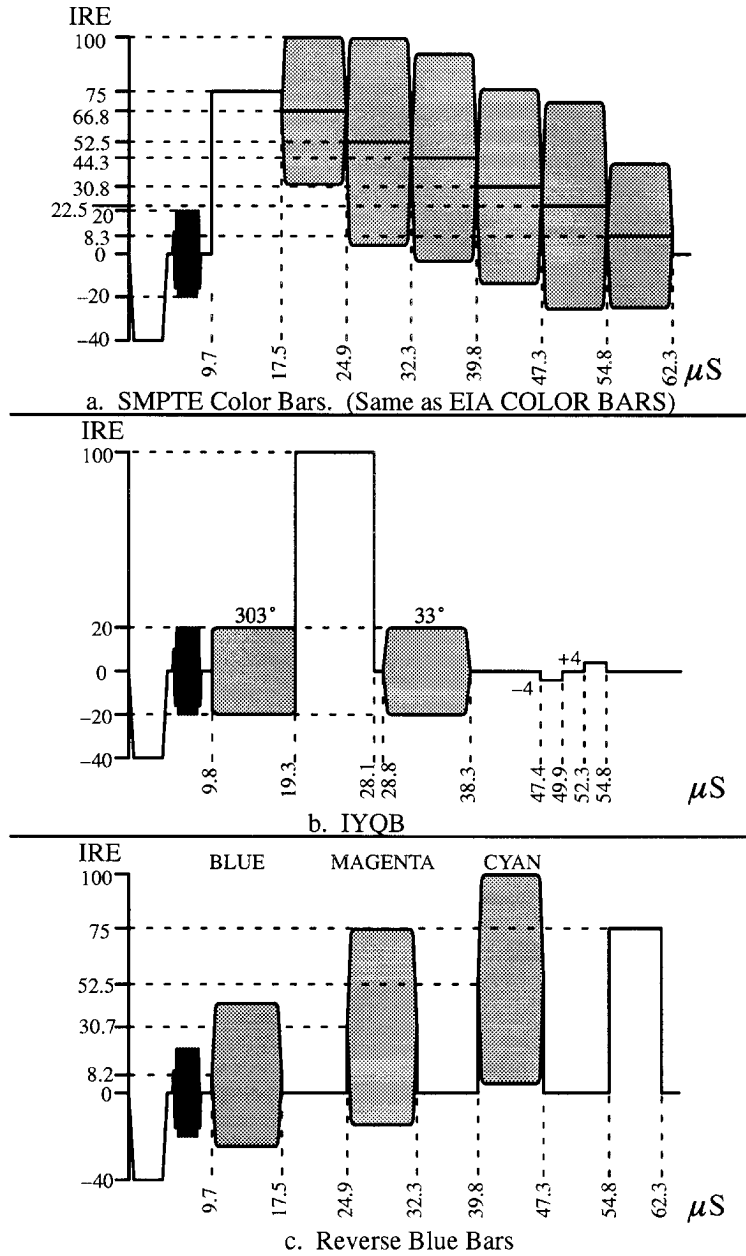 IRE
100
75
66.8
52.5
44.3
30.8
22.5
20
8.3
0
−20
−40
9.7 17.5 24.9 32.3 39.8 47.3 54.8 62.3 μS
a. SMPTE Color Bars. (Same as EIA COLOR BARS)
IRE
100
303° 33°
20
0
+4
−4
−20
−40
9.8 19.3 28.1 28.8 38.3 47.4 49.9 52.3 54.8 μS
b. IYQB
IRE
BLUE MAGENTA CYAN
100
75
52.5
30.7
8.2
0
−40
9.7 17.5 24.9 32.3 39.8 47.3 54.8 62.3 μS
c. Reverse Blue Bars